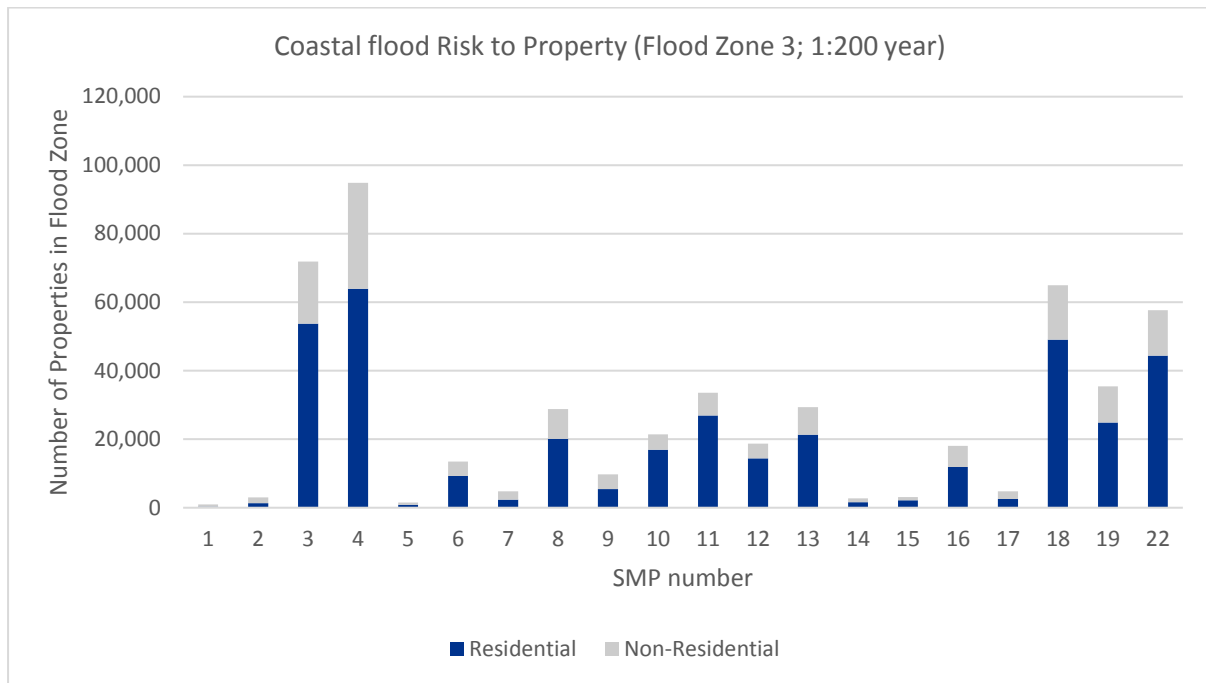 Coastal flood Risk to Property (Flood Zone 3; 1:200 year)
Number of Properties in Flood Zone
120,000
100,000
80,000
60,000
40,000
20,000
0
1 2 3 4 5 6 7 8 9 10 11 12 13 14 15 16 17 18 19 22
SMP number
Residential Non-Residential